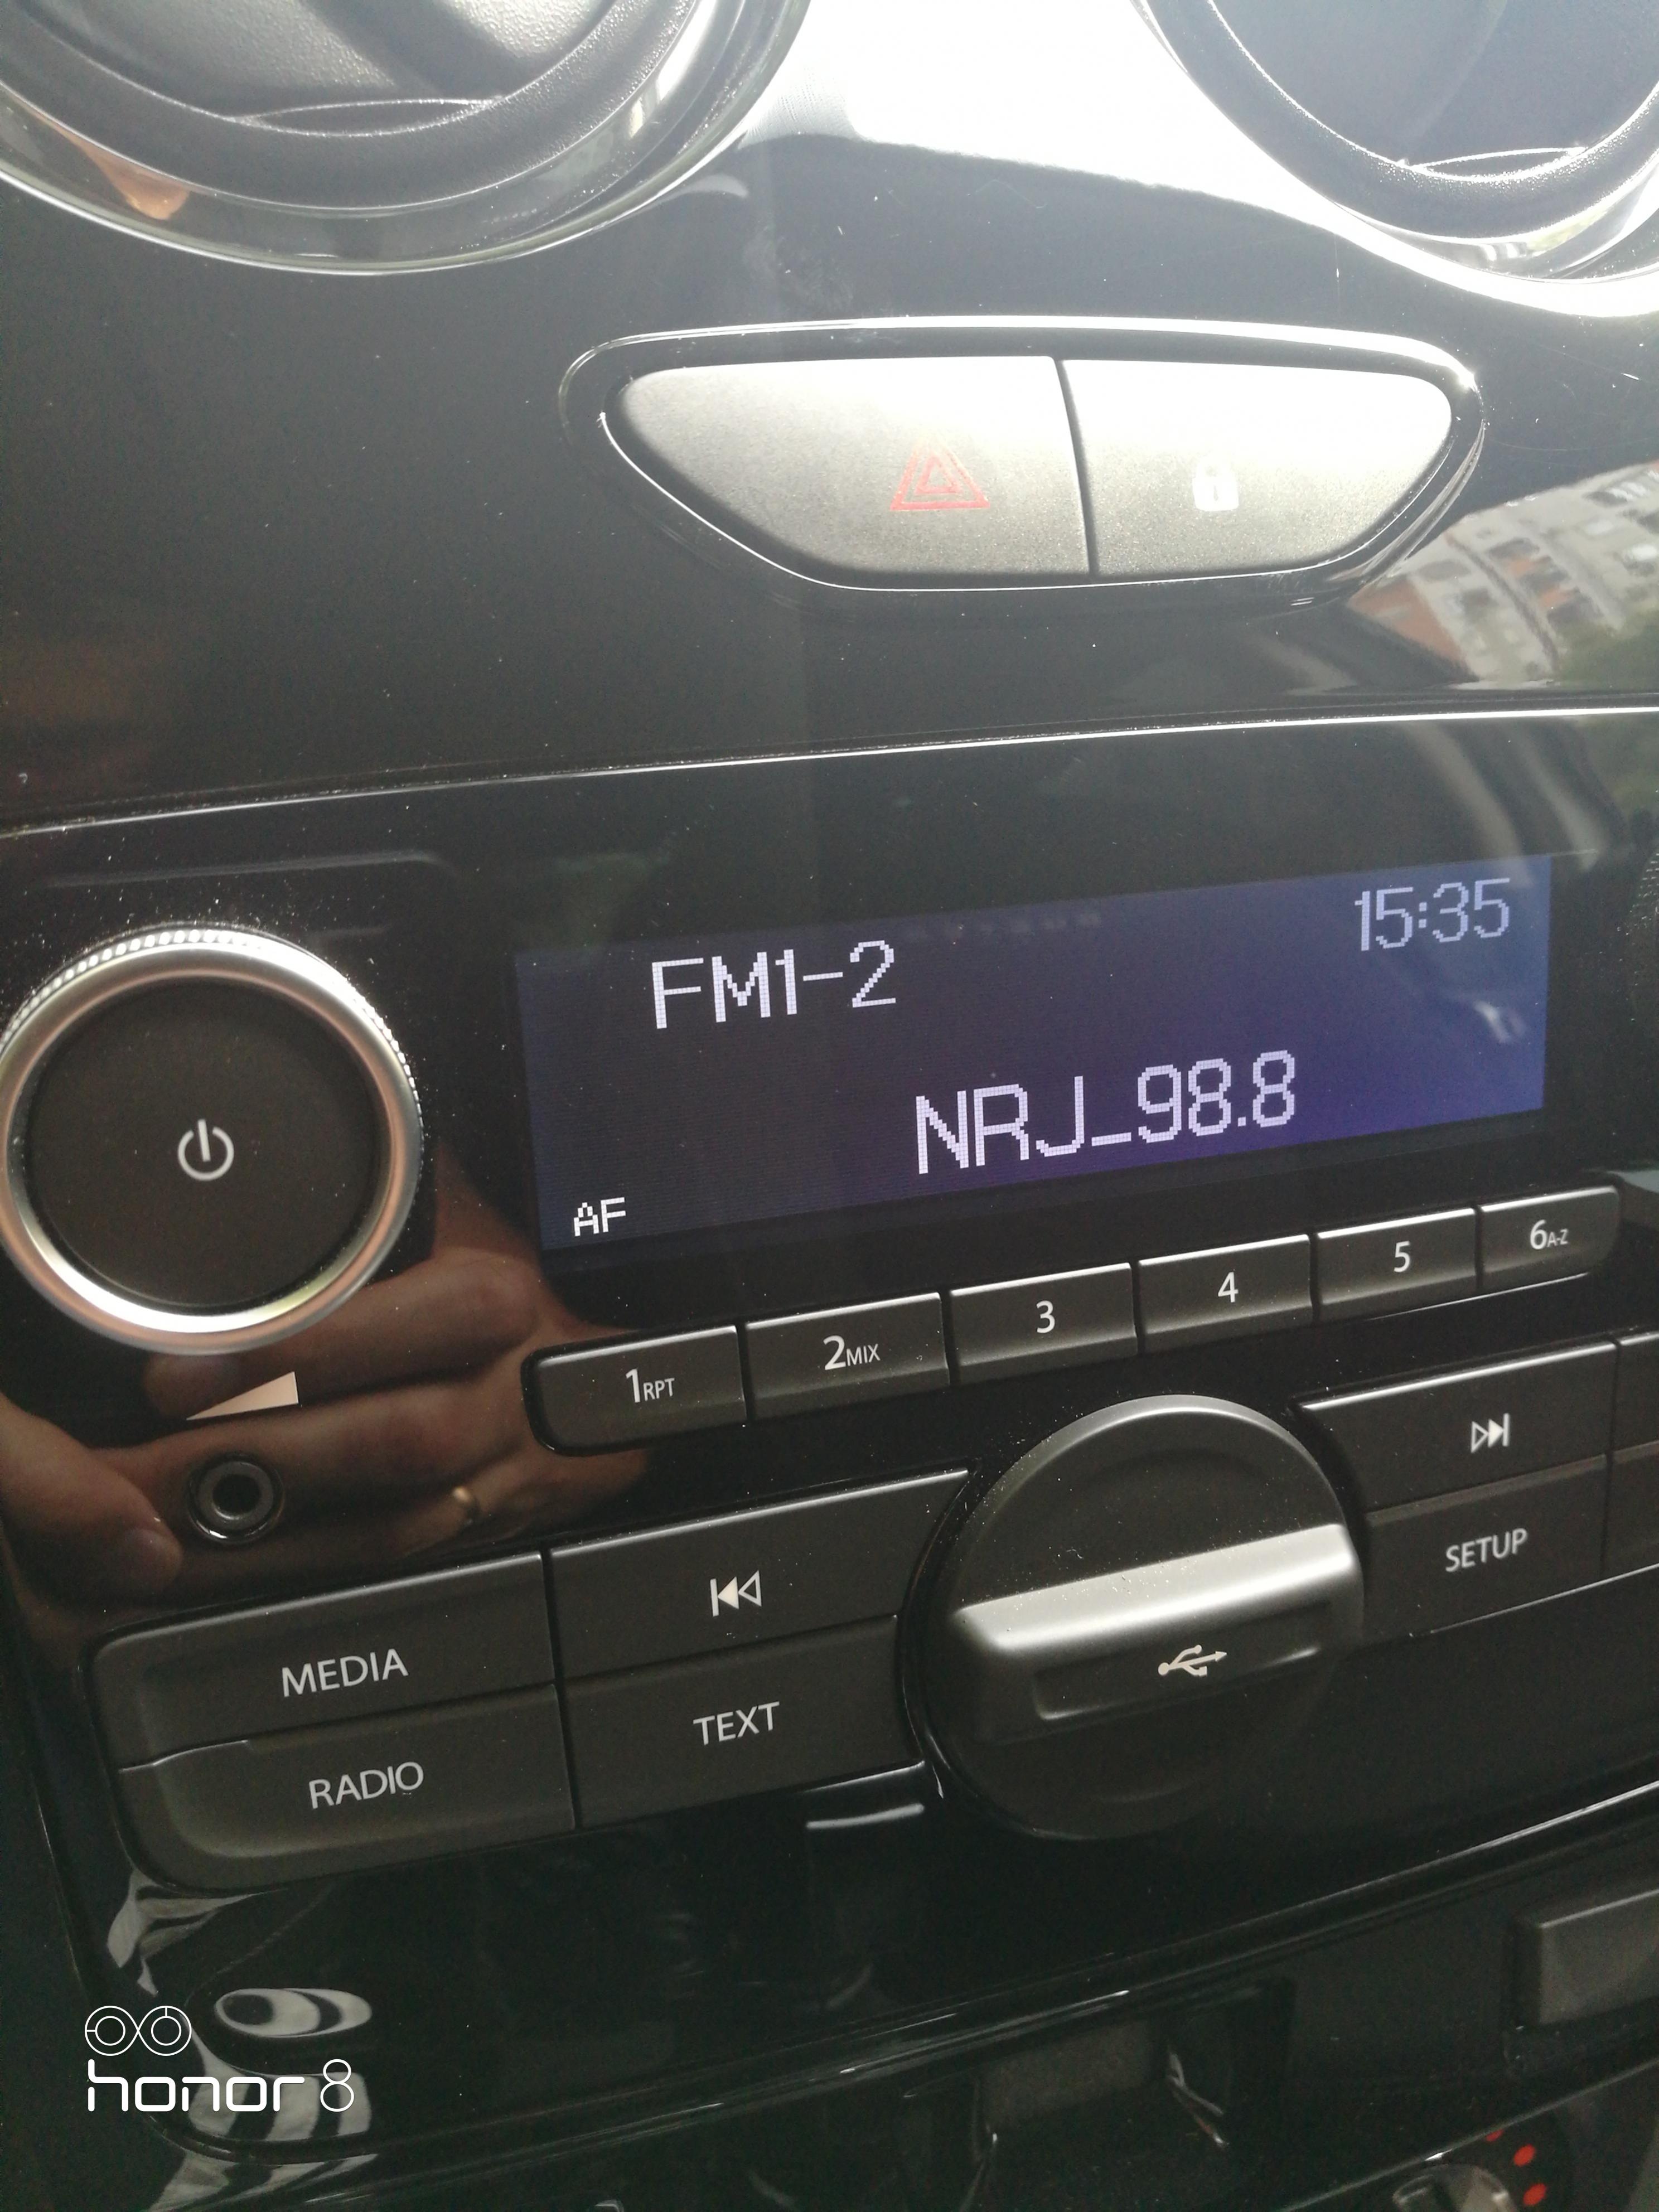 15:35
FM1-2
NRJ_98.8
AF
1RPT
2MIX
3
4
5
6A-Z
MEDIA
RADIO
TEXT
SETUP
honor 8